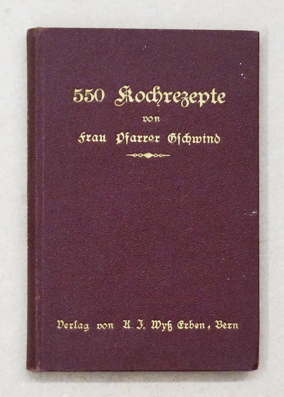 550 Kochrezepte
von
Frau Pfarrer Gschwind
Verlag von A. J. Wyß Erben, Bern